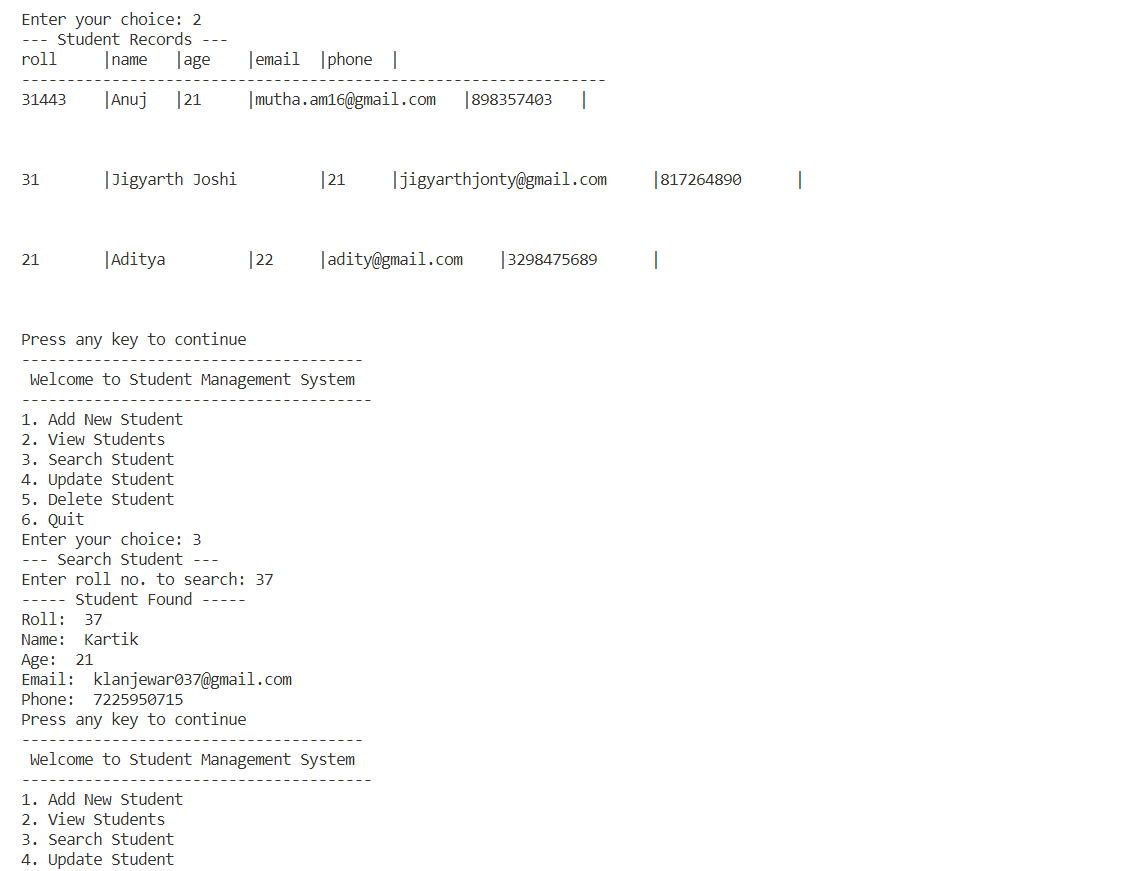 Enter your choice: 2
--- Student Records ---
roll     |name   |age    |email  |phone  |
-----------------------------------------------------------------
31443    |Anuj   |21     |mutha.am16@gmail.com   |898357403   |
31       |Jigyarth Joshi         |21     |jigyarthjonty@gmail.com     |817264890      |
21       |Aditya         |22     |adity@gmail.com    |3298475689      |
Press any key to continue
--------------------------------------
 Welcome to Student Management System
---------------------------------------
1. Add New Student
2. View Students
3. Search Student
4. Update Student
5. Delete Student
6. Quit
Enter your choice: 3
--- Search Student ---
Enter roll no. to search: 37
----- Student Found -----
Roll:  37
Name:  Kartik
Age:  21
Email:  klanjewar037@gmail.com
Phone:  7225950715
Press any key to continue
--------------------------------------
 Welcome to Student Management System
---------------------------------------
1. Add New Student
2. View Students
3. Search Student
4. Update Student